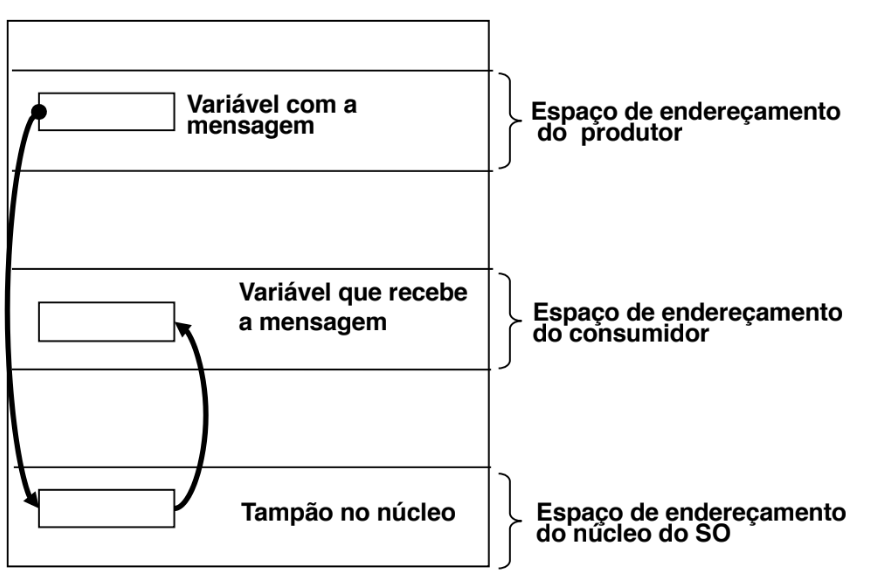 Variável com a
mensagem
Espaço de endereçamento
do produtor
Variável que recebe
a mensagem
Espaço de endereçamento
do consumidor
Tampão no núcleo
Espaço de endereçamento
do núcleo do SO